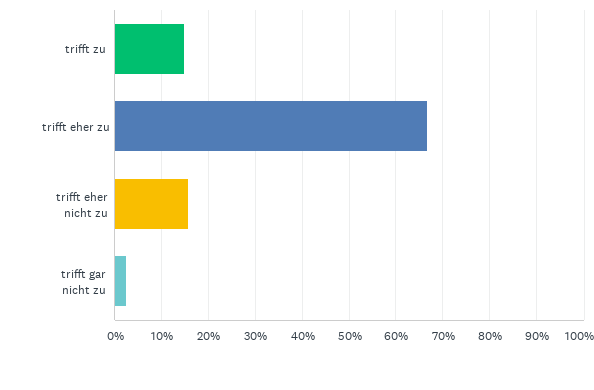 trifft zu
trifft eher zu
trifft eher
nicht zu
trifft gar
nicht zu
0% 10% 20% 30% 40% 50% 60% 70% 80% 90% 100%